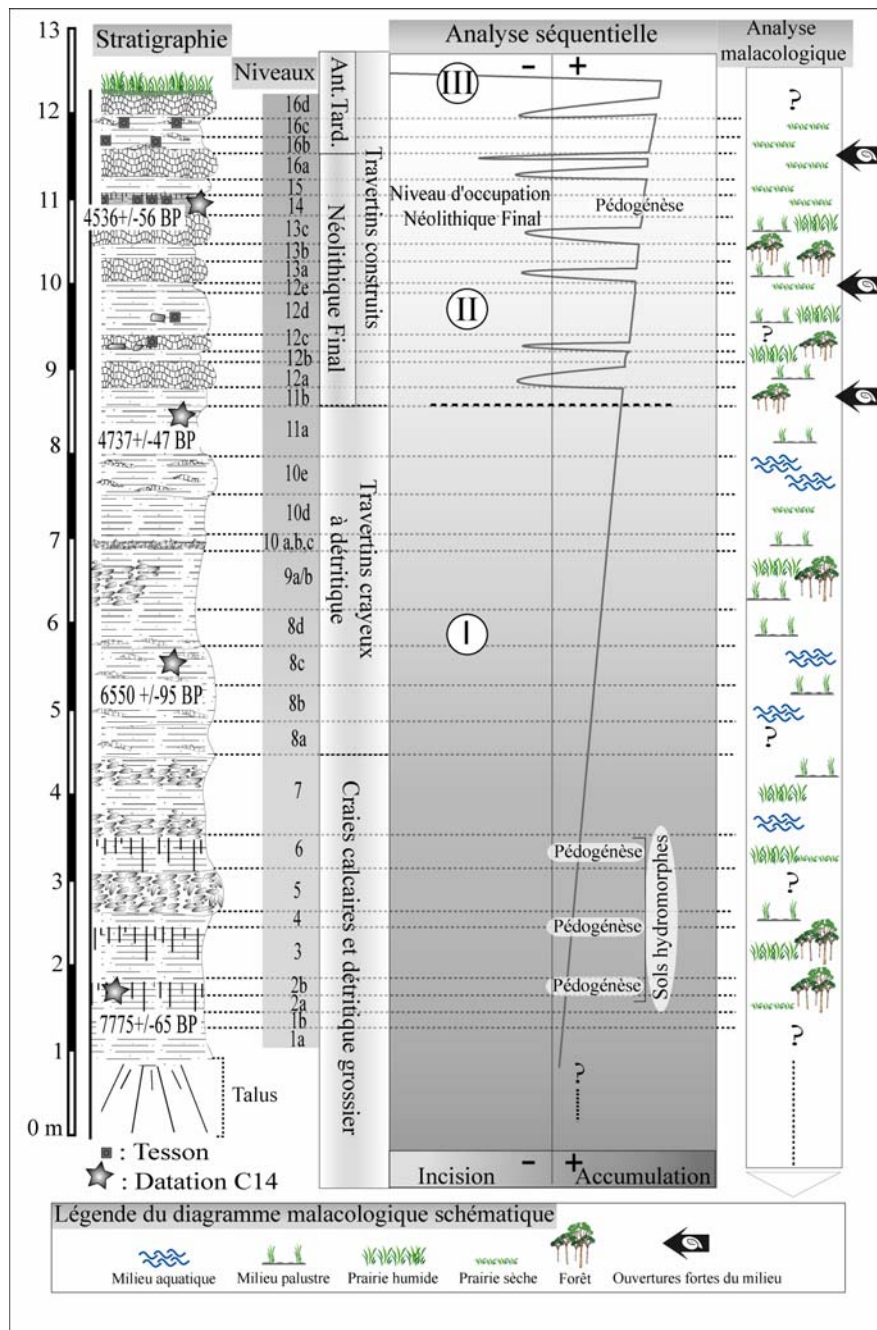 Stratigraphie
Niveaux
Analyse séquentielle
Analyse malacologique
13
12
11
10
9
8
7
6
5
4
3
2
1
0 m
4536+/-56 BP
4737+/-47 BP
6550 +/-95 BP
7775+/-65 BP
Talus
16d
16c
16b
16a
15
14
13c
13b
13a
12e
12d
12c
12b
12a
11b
11a
10e
10d
10 a,b,c
9a/b
8d
8c
8b
8a
7
6
5
4
3
2b
2a
1b
1a
Ant.Tard.
Néolithique Final
Travertins construits
Travertins crayeux
à détritique
Craies calcaires et détritique grossier
- +
III
Niveau d'occupation
Néolithique Final
Pédogénèse
II
I
Pédogénèse
Pédogénèse
Pédogénèse
Sols hydromorphes
?
- +
Incision
Accumulation
?
?
?
?
?
: Tesson
: Datation C14
Légende du diagramme malacologique schématique
Milieu aquatique
Milieu palustre
Prairie humide
Prairie sèche
Forêt
Ouvertures fortes du milieu